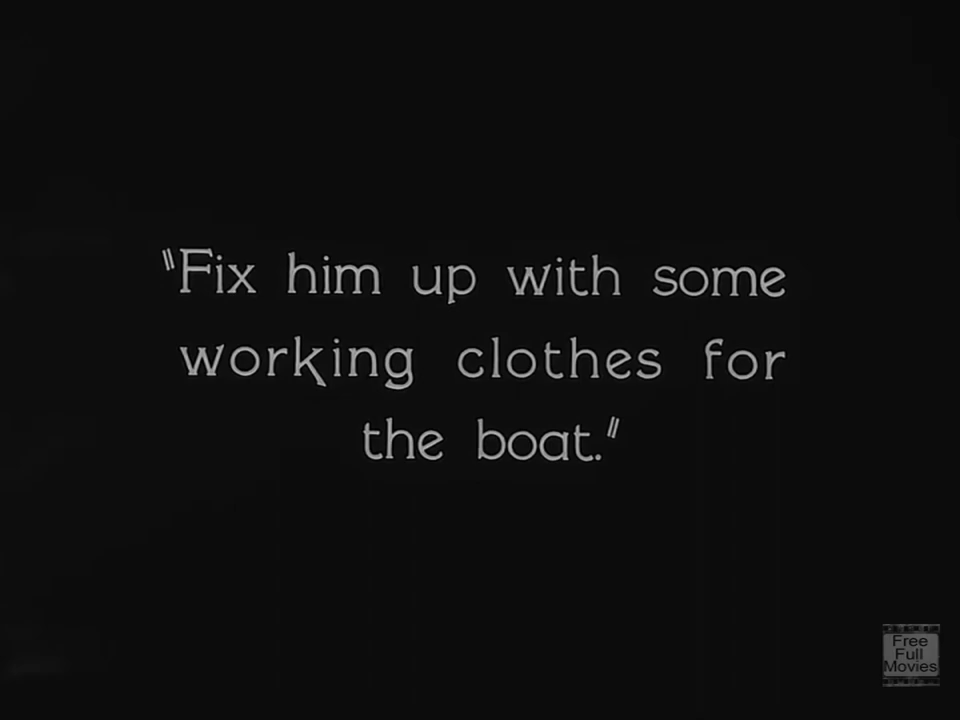 "Fix him up with some
working clothes for
the boat."
Free
Full
Movies